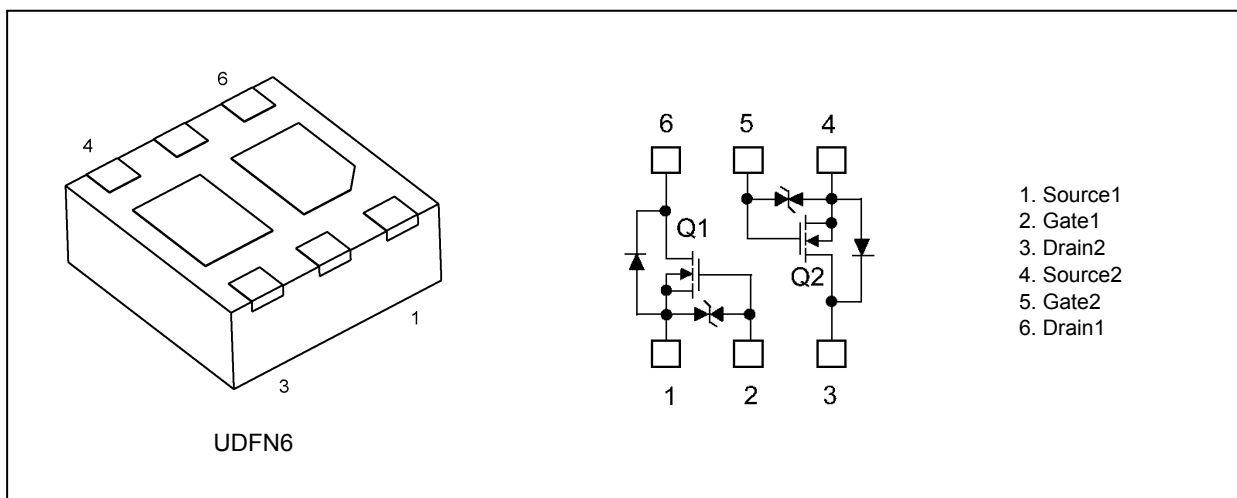 6
4
1
3
UDFN6
6 5 4
Q1
Q2
1 2 3
1. Source1
2. Gate1
3. Drain2
4. Source2
5. Gate2
6. Drain1